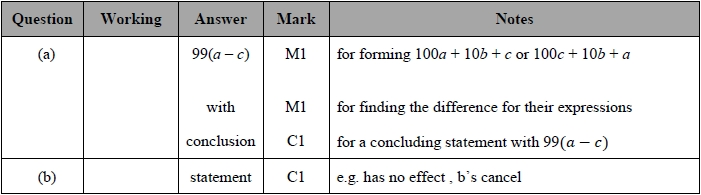 Question Working Answer Mark Notes
(a) 99(a – c) M1 for forming 100a + 10b + c or 100c + 10b + a
with M1 for finding the difference for their expressions
conclusion C1 for a concluding statement with 99(a − c)
(b) statement C1 e.g. has no effect , b’s cancel